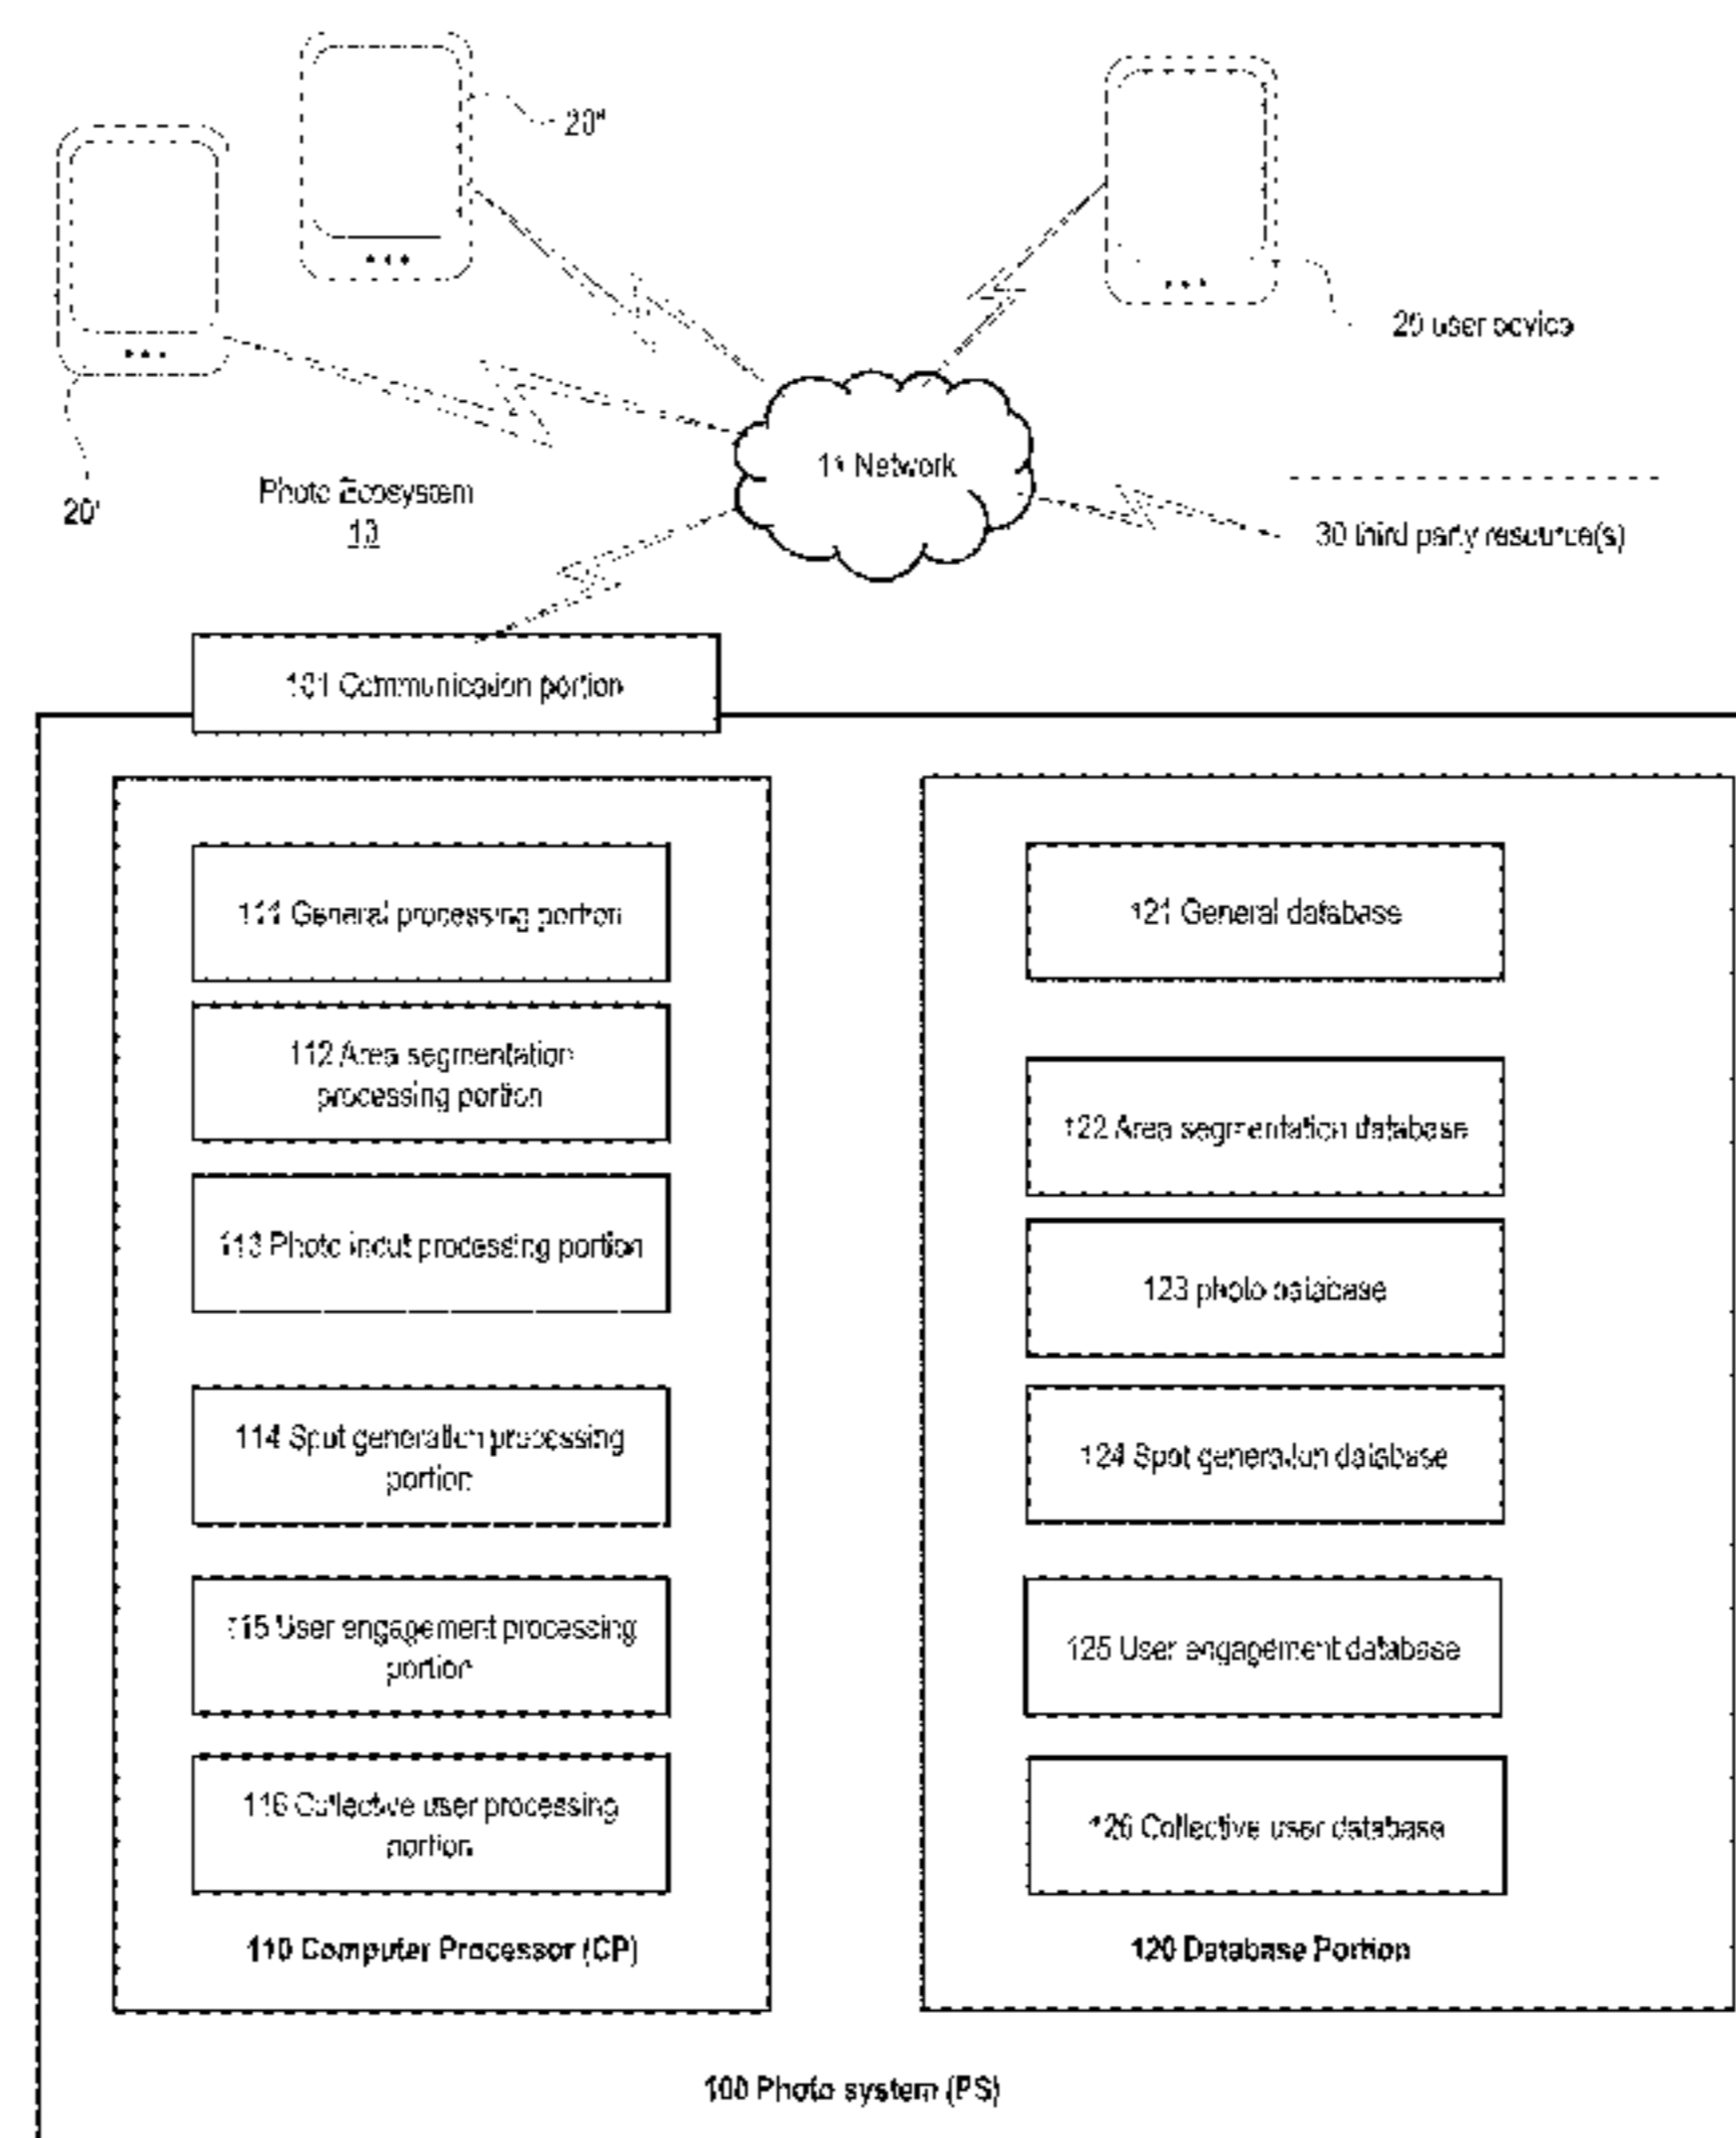 20"
20 user device
11 Network
20'
Photo Ecosystem
10
30 third party resource(s)
101 Communication portion
111 General processing portion
121 General database
112 Area segmentation
processing portion
122 Area segmentation database
113 Photo input processing portion
123 photo database
114 Spot generation processing
portion
124 Spot generation database
115 User engagement processing
portion
125 User engagement database
116 Collective user processing
portion
126 Collective user database
110 Computer Processor (CP)
120 Database Portion
100 Photo system (PS)